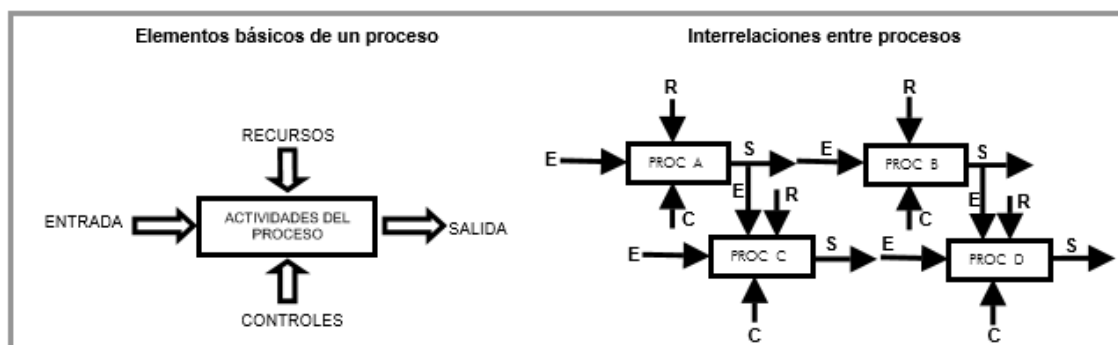 Elementos básicos de un proceso
RECURSOS
ENTRADA
ACTIVIDADES DEL
PROCESO
SALIDA
CONTROLES
Interrelaciones entre procesos
R
R
E
PROC A
S
E
PROC B
S
E
R
E
R
C
C
E
PROC C
S
E
PROC D
S
C
C